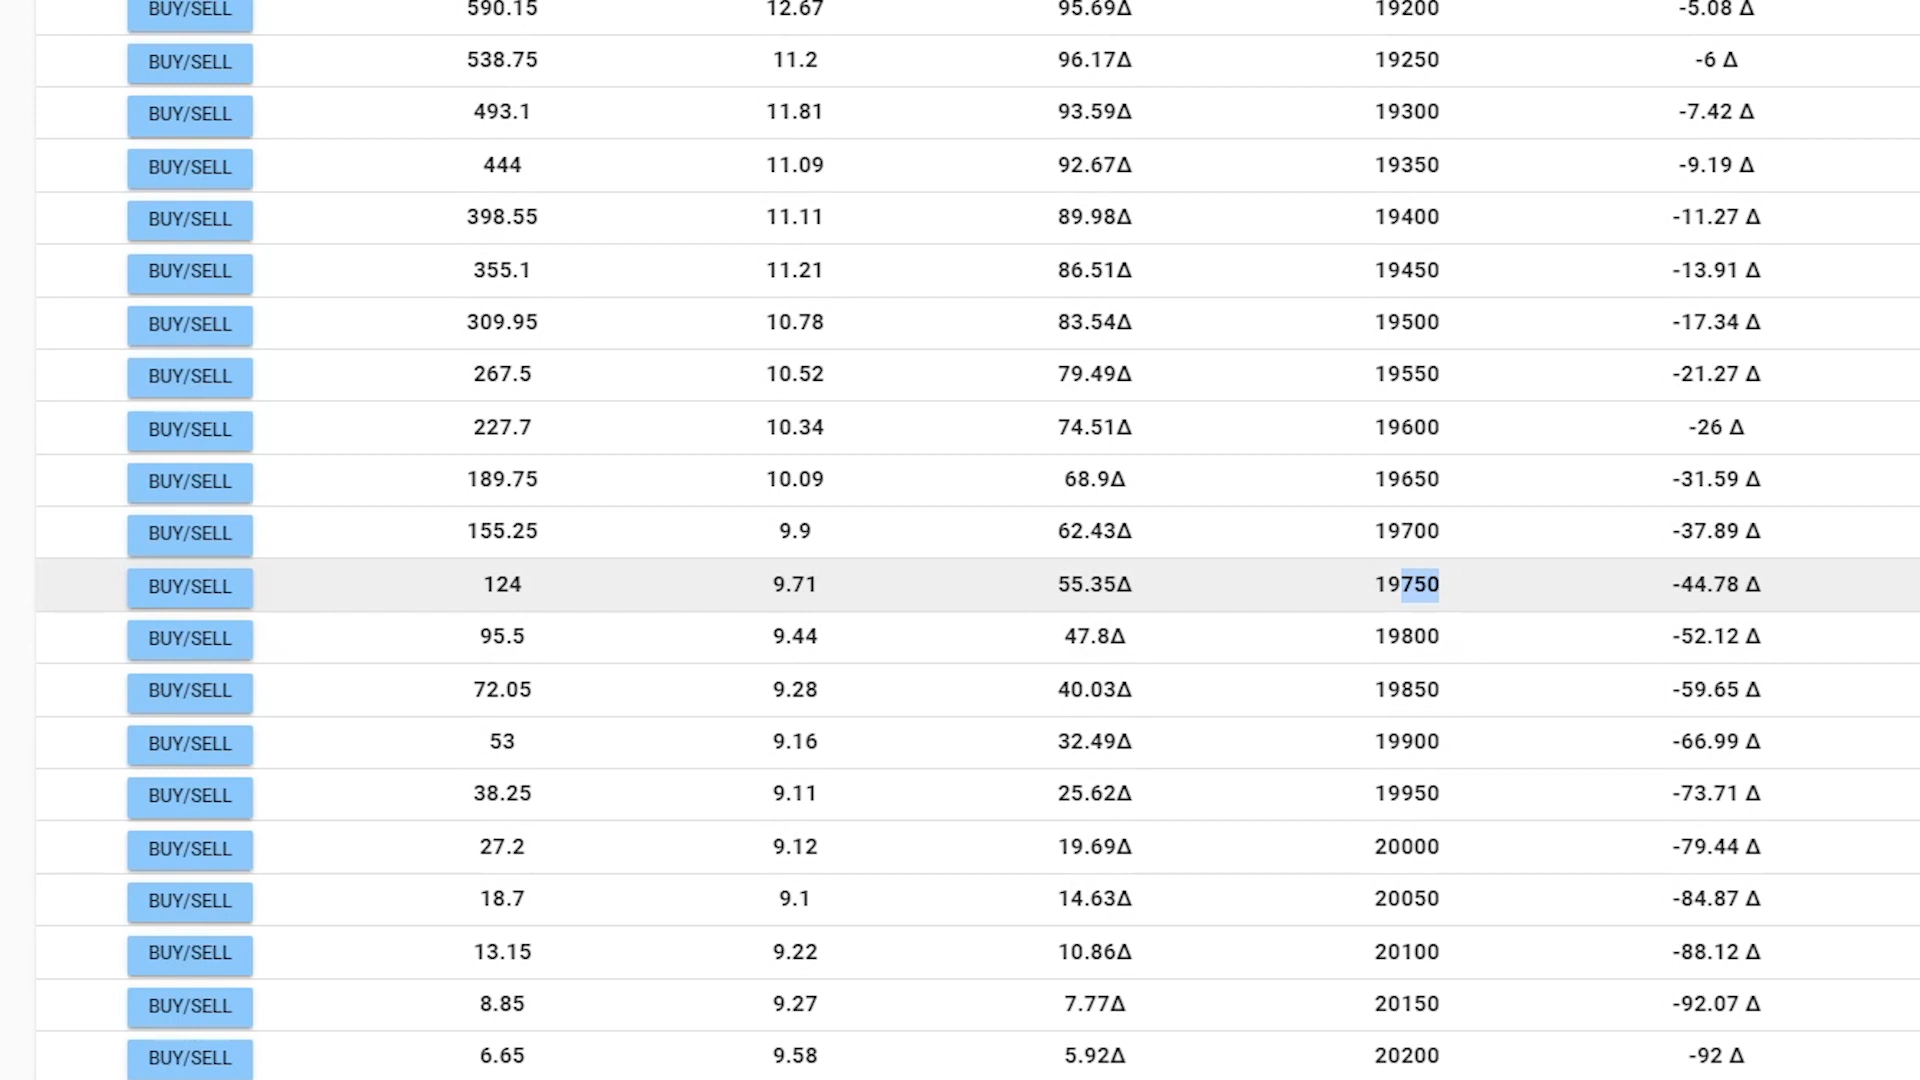 BUY/SELL 590.15 12.67 95.69Δ 19200 -5.08 Δ
BUY/SELL 538.75 11.2 96.17Δ 19250 -6 Δ
BUY/SELL 493.1 11.81 93.59Δ 19300 -7.42 Δ
BUY/SELL 444 11.09 92.67Δ 19350 -9.19 Δ
BUY/SELL 398.55 11.11 89.98Δ 19400 -11.27 Δ
BUY/SELL 355.1 11.21 86.51Δ 19450 -13.91 Δ
BUY/SELL 309.95 10.78 83.54Δ 19500 -17.34 Δ
BUY/SELL 267.5 10.52 79.49Δ 19550 -21.27 Δ
BUY/SELL 227.7 10.34 74.51Δ 19600 -26 Δ
BUY/SELL 189.75 10.09 68.9Δ 19650 -31.59 Δ
BUY/SELL 155.25 9.9 62.43Δ 19700 -37.89 Δ
BUY/SELL 124 9.71 55.35Δ 19750 -44.78 Δ
BUY/SELL 95.5 9.44 47.8Δ 19800 -52.12 Δ
BUY/SELL 72.05 9.28 40.03Δ 19850 -59.65 Δ
BUY/SELL 53 9.16 32.49Δ 19900 -66.99 Δ
BUY/SELL 38.25 9.11 25.62Δ 19950 -73.71 Δ
BUY/SELL 27.2 9.12 19.69Δ 20000 -79.44 Δ
BUY/SELL 18.7 9.1 14.63Δ 20050 -84.87 Δ
BUY/SELL 13.15 9.22 10.86Δ 20100 -88.12 Δ
BUY/SELL 8.85 9.27 7.77Δ 20150 -92.07 Δ
BUY/SELL 6.65 9.58 5.92Δ 20200 -92 Δ